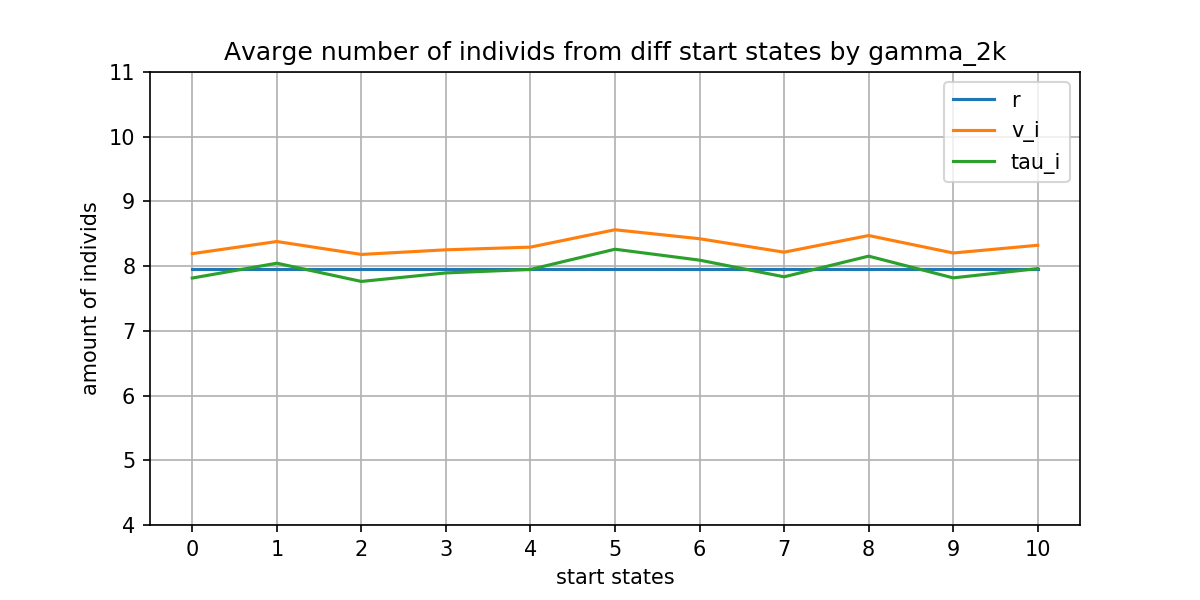 Avarge number of individs from diff start states by gamma_2k
11
10
9
8
7
6
5
4
amount of individs
r
v_i
tau_i
0 1 2 3 4 5 6 7 8 9 10
start states